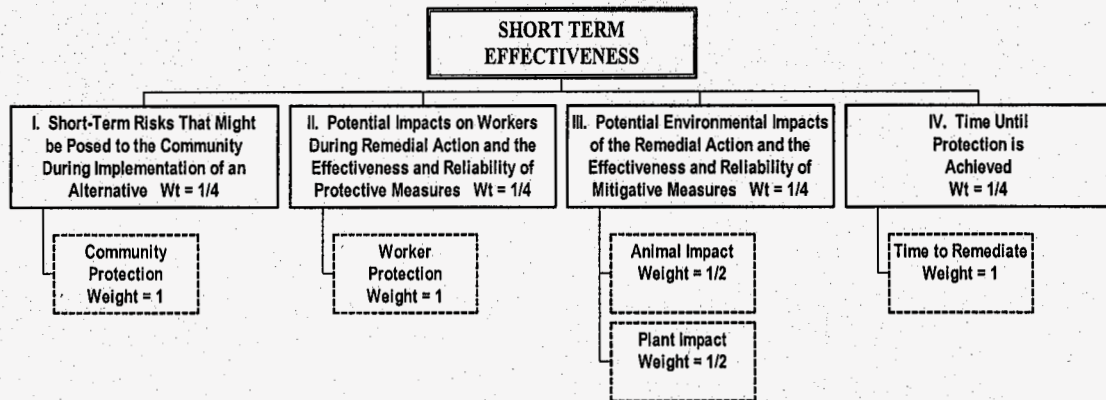 SHORT TERM
EFFECTIVENESS
I. Short-Term Risks That Might
be Posed to the Community
During Implementation of an
Alternative Wt = 1/4
II. Potential Impacts on Workers
During Remedial Action and the
Effectiveness and Reliability of
Protective Measures Wt = 1/4
III. Potential Environmental Impacts
of the Remedial Action and the
Effectiveness and Reliability of
Mitigative Measures Wt = 1/4
IV. Time Until
Protection is
Achieved
Wt = 1/4
Community
Protection
Weight = 1
Worker
Protection
Weight = 1
Animal Impact
Weight = 1/2
Plant Impact
Weight = 1/2
Time to Remediate
Weight = 1